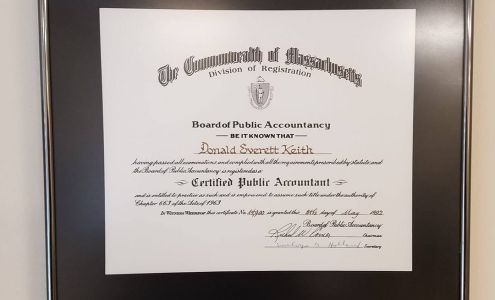 The Commonwealth of Massachusetts
Division of Registration
Board of Public Accountancy
BE IT KNOWN THAT
Donald Everett Keith
having passed all examinations and complied with all the requirements prescribed by statute and
the Board of Public Accountancy is registered as a
Certified Public Accountant
and is entitled to practice as such and is empowered to assume such title under the authority of
Chapter 663 of the Acts of 1963
In Witness Whereof this certificate No. is granted this day of May
Board of Public Accountancy
Chairman
Secretary